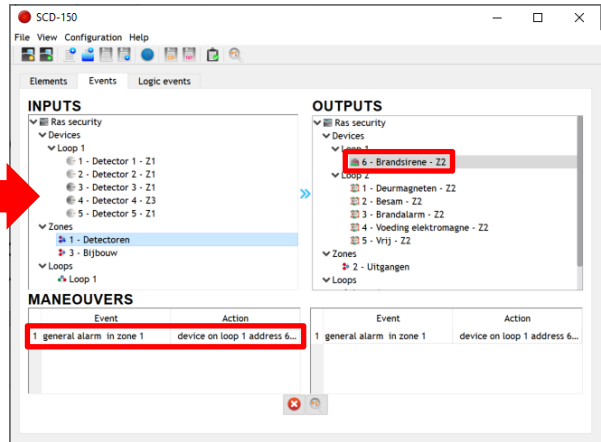 SCD-150
File View Configuration Help
Elements Events Logic events
INPUTS
Ras security
Devices
Loop 1
1 - Detector 1 - Z1
2 - Detector 2 - Z1
3 - Detector 3 - Z1
4 - Detector 4 - Z3
5 - Detector 5 - Z1
Zones
1 - Detectoren
3 - Bijbouw
Loops
Loop 1
OUTPUTS
Ras security
Devices
Loop 1
6 - Brandsirene - Z2
Loop 2
1 - Deurmagneten - Z2
2 - Besam - Z2
3 - Brandalarm - Z2
4 - Voeding elektromagne - Z2
5 - Vrij - Z2
Zones
2 - Uitgangen
Loops
MANEOUVERS
Event Action
1 general alarm in zone 1 device on loop 1 address 6...
Event Action
1 general alarm in zone 1 device on loop 1 address 6...